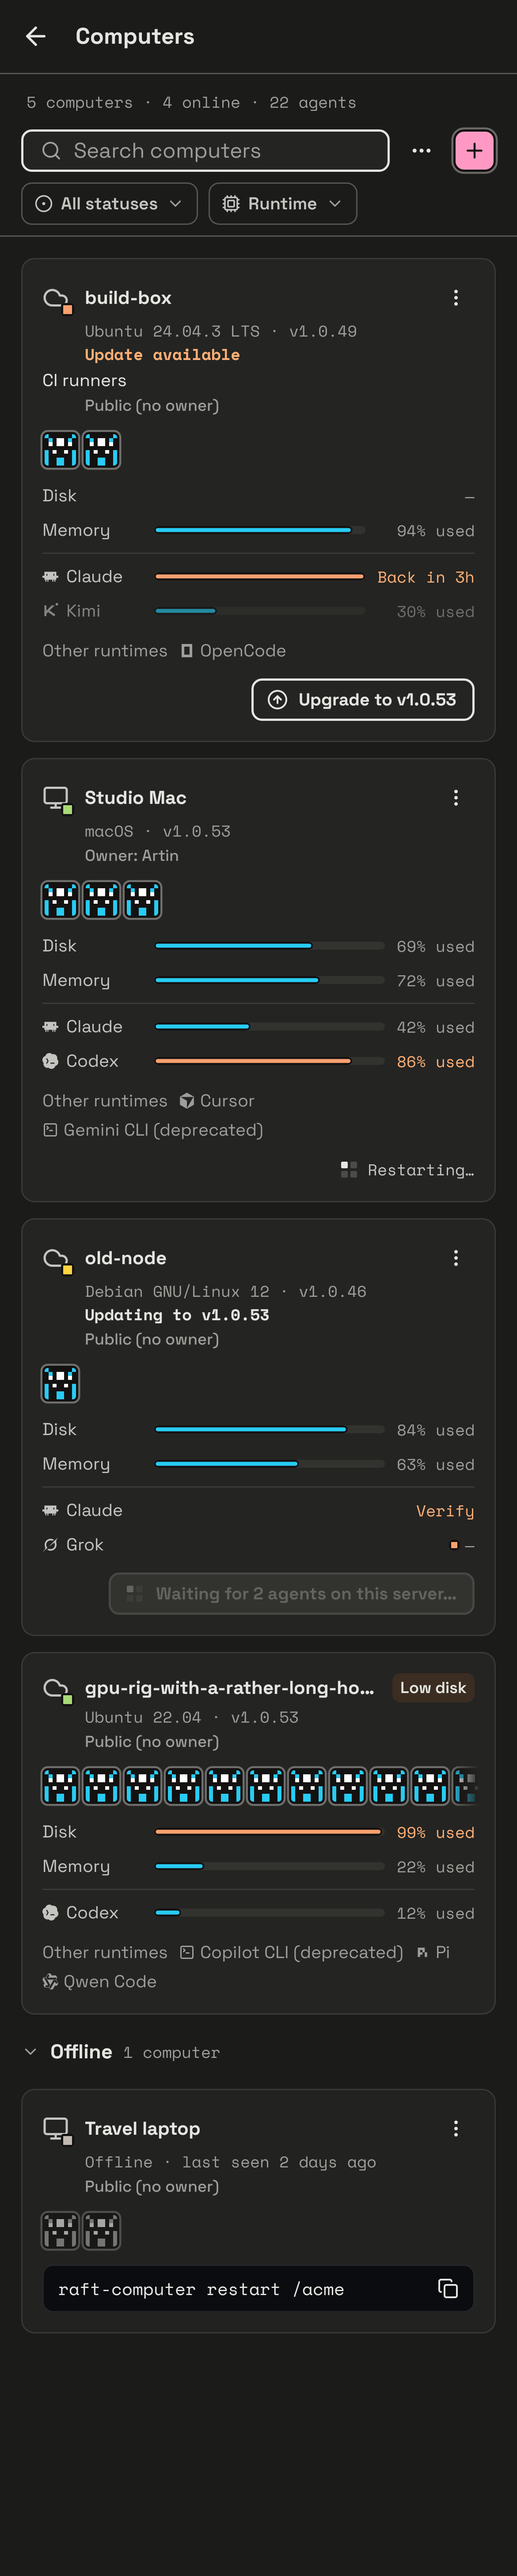 Computers
5 computers · 4 online · 22 agents
Search computers
All statuses
Runtime
build-box
Ubuntu 24.04.3 LTS · v1.0.49
Update available
CI runners
Public (no owner)
Disk –
Memory 94% used
Claude Back in 3h
Kimi 30% used
Other runtimes OpenCode
Upgrade to v1.0.53
Studio Mac
macOS · v1.0.53
Owner: Artin
Disk 69% used
Memory 72% used
Claude 42% used
Codex 86% used
Other runtimes Cursor
Gemini CLI (deprecated)
Restarting…
old-node
Debian GNU/Linux 12 · v1.0.46
Updating to v1.0.53
Public (no owner)
Disk 84% used
Memory 63% used
Claude Verify
Grok –
Waiting for 2 agents on this server…
gpu-rig-with-a-rather-long-ho… Low disk
Ubuntu 22.04 · v1.0.53
Public (no owner)
Disk 99% used
Memory 22% used
Codex 12% used
Other runtimes Copilot CLI (deprecated) Pi
Qwen Code
Offline 1 computer
Travel laptop
Offline · last seen 2 days ago
Public (no owner)
raft-computer restart /acme